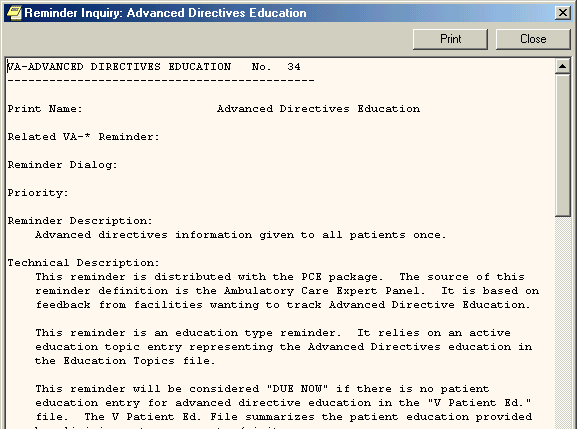 Reminder Inquiry: Advanced Directives Education
Print
Close
VA-ADVANCED DIRECTIVES EDUCATION   No.  34
--------------------------------------------
Print Name:                   Advanced Directives Education
Related VA-* Reminder:
Reminder Dialog:
Priority:
Reminder Description:
Advanced directives information given to all patients once.
Technical Description:
This reminder is distributed with the PCE package.  The source of this
reminder definition is the Ambulatory Care Expert Panel.  It is based on
feedback from facilities wanting to track Advanced Directive Education.
This reminder is an education type reminder.  It relies on an active
education topic entry representing the Advanced Directives education in
the Education Topics file.
This reminder will be considered "DUE NOW" if there is no patient
education entry for advanced directive education in the "V Patient Ed."
file.  The V Patient Ed. File summarizes the patient education provided